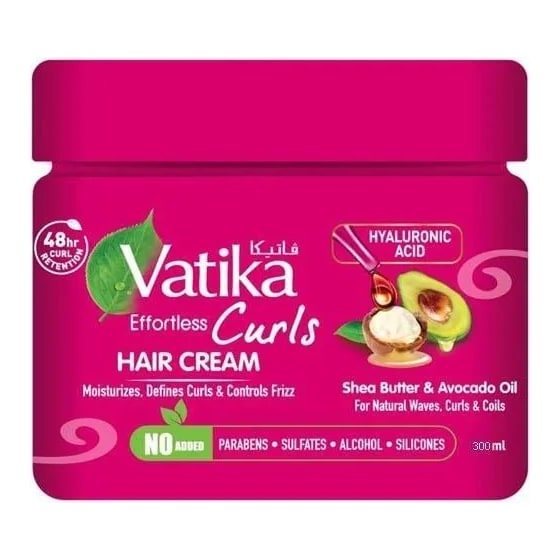 48hr
CURL
RETENTION
ڤاتيكا
Vatika
Effortless Curls
HAIR CREAM
Moisturizes, Defines Curls & Controls Frizz
HYALURONIC
ACID
Shea Butter & Avocado Oil
For Natural Waves, Curls & Coils
NO ADDED PARABENS • SULFATES • ALCOHOL • SILICONES
300ml